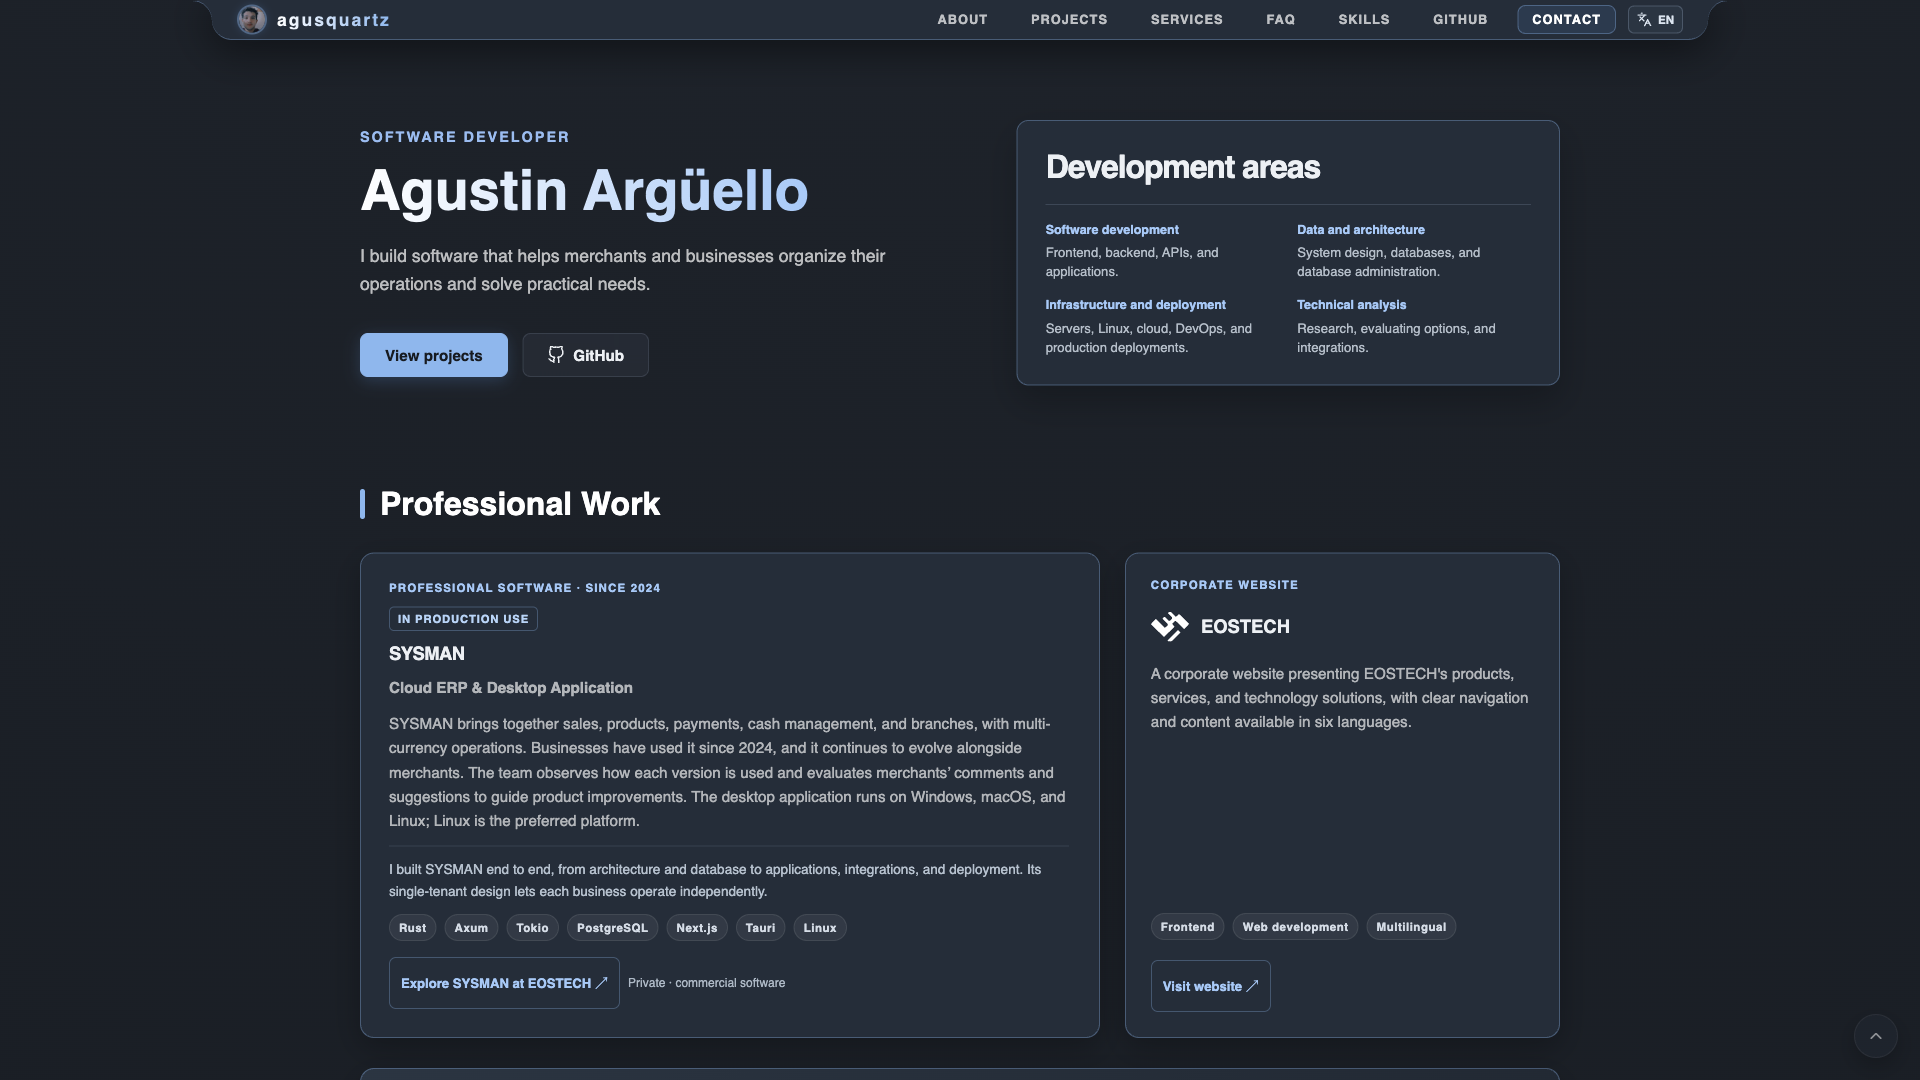 agusquartz
ABOUT
PROJECTS
SERVICES
FAQ
SKILLS
GITHUB
CONTACT
EN
SOFTWARE DEVELOPER
Agustin Argüello
I build software that helps merchants and businesses organize their
operations and solve practical needs.
View projects
GitHub
Development areas
Software development
Frontend, backend, APIs, and
applications.
Data and architecture
System design, databases, and
database administration.
Infrastructure and deployment
Servers, Linux, cloud, DevOps, and
production deployments.
Technical analysis
Research, evaluating options, and
integrations.
Professional Work
PROFESSIONAL SOFTWARE · SINCE 2024
IN PRODUCTION USE
SYSMAN
Cloud ERP & Desktop Application
SYSMAN brings together sales, products, payments, cash management, and branches, with multi-
currency operations. Businesses have used it since 2024, and it continues to evolve alongside
merchants. The team observes how each version is used and evaluates merchants’ comments and
suggestions to guide product improvements. The desktop application runs on Windows, macOS, and
Linux; Linux is the preferred platform.
I built SYSMAN end to end, from architecture and database to applications, integrations, and deployment. Its
single-tenant design lets each business operate independently.
Rust
Axum
Tokio
PostgreSQL
Next.js
Tauri
Linux
Explore SYSMAN at EOSTECH ↗
Private · commercial software
CORPORATE WEBSITE
EOSTECH
A corporate website presenting EOSTECH's products,
services, and technology solutions, with clear navigation
and content available in six languages.
Frontend
Web development
Multilingual
Visit website ↗